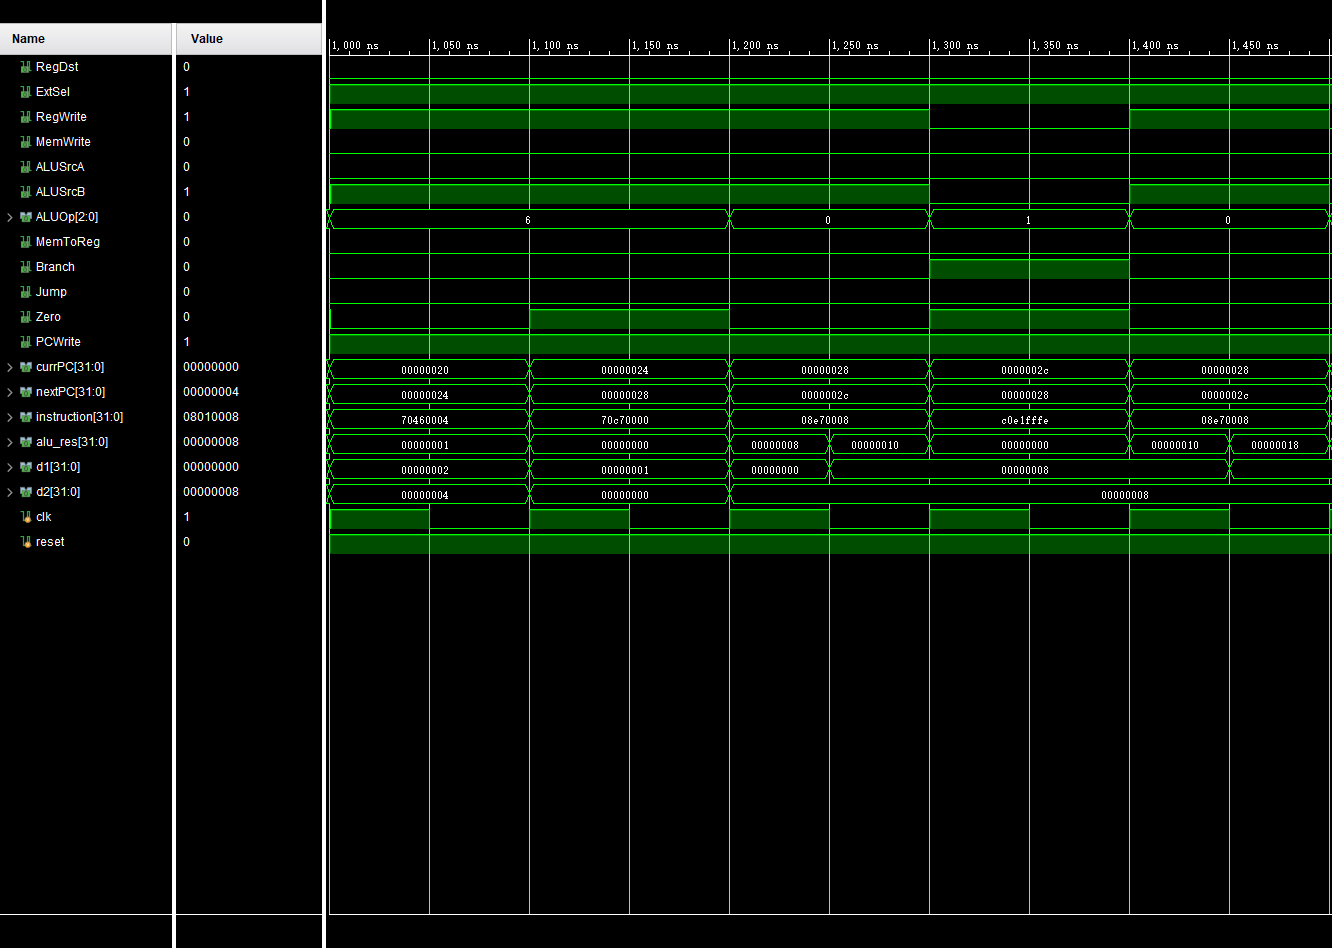 Name Value 1,000 ns 1,050 ns 1,100 ns 1,150 ns 1,200 ns 1,250 ns 1,300 ns 1,350 ns 1,400 ns 1,450 ns
RegDst 0
ExtSel 1
RegWrite 1
MemWrite 0
ALUSrcA 0
ALUSrcB 1
ALUOp[2:0] 0 6 0 1 0
MemToReg 0
Branch 0
Jump 0
Zero 0
PCWrite 1
currPC[31:0] 00000000 00000020 00000024 00000028 0000002c 00000028
nextPC[31:0] 00000004 00000024 00000028 0000002c 00000028 0000002c
instruction[31:0] 08010008 70460004 70c70000 08e70008 c0e1fffe 08e70008
alu_res[31:0] 00000008 00000001 00000000 00000008 00000010 00000000 00000010 00000018
d1[31:0] 00000000 00000002 00000001 00000000 00000008
d2[31:0] 00000008 00000004 00000000 00000008
clk 1
reset 0